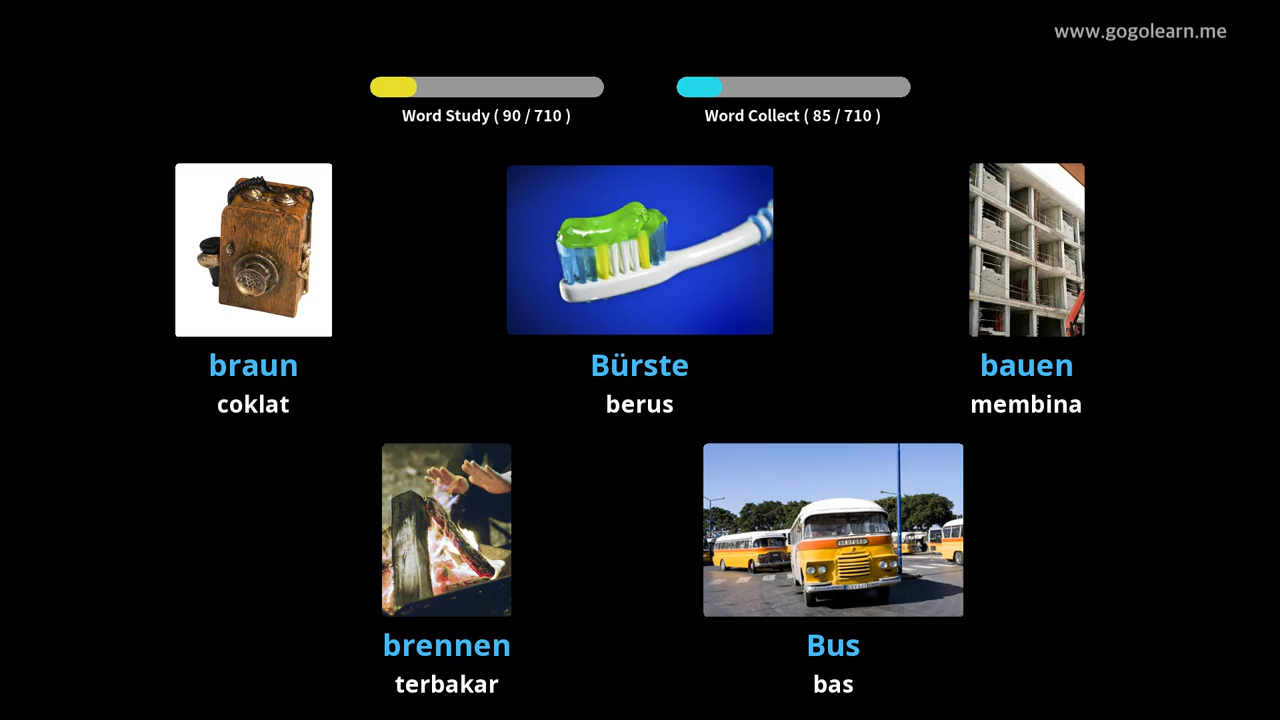 www.gogolearn.me
Word Study ( 90 / 710 )
Word Collect ( 85 / 710 )
braun
coklat
Bürste
berus
bauen
membina
brennen
terbakar
Bus
bas